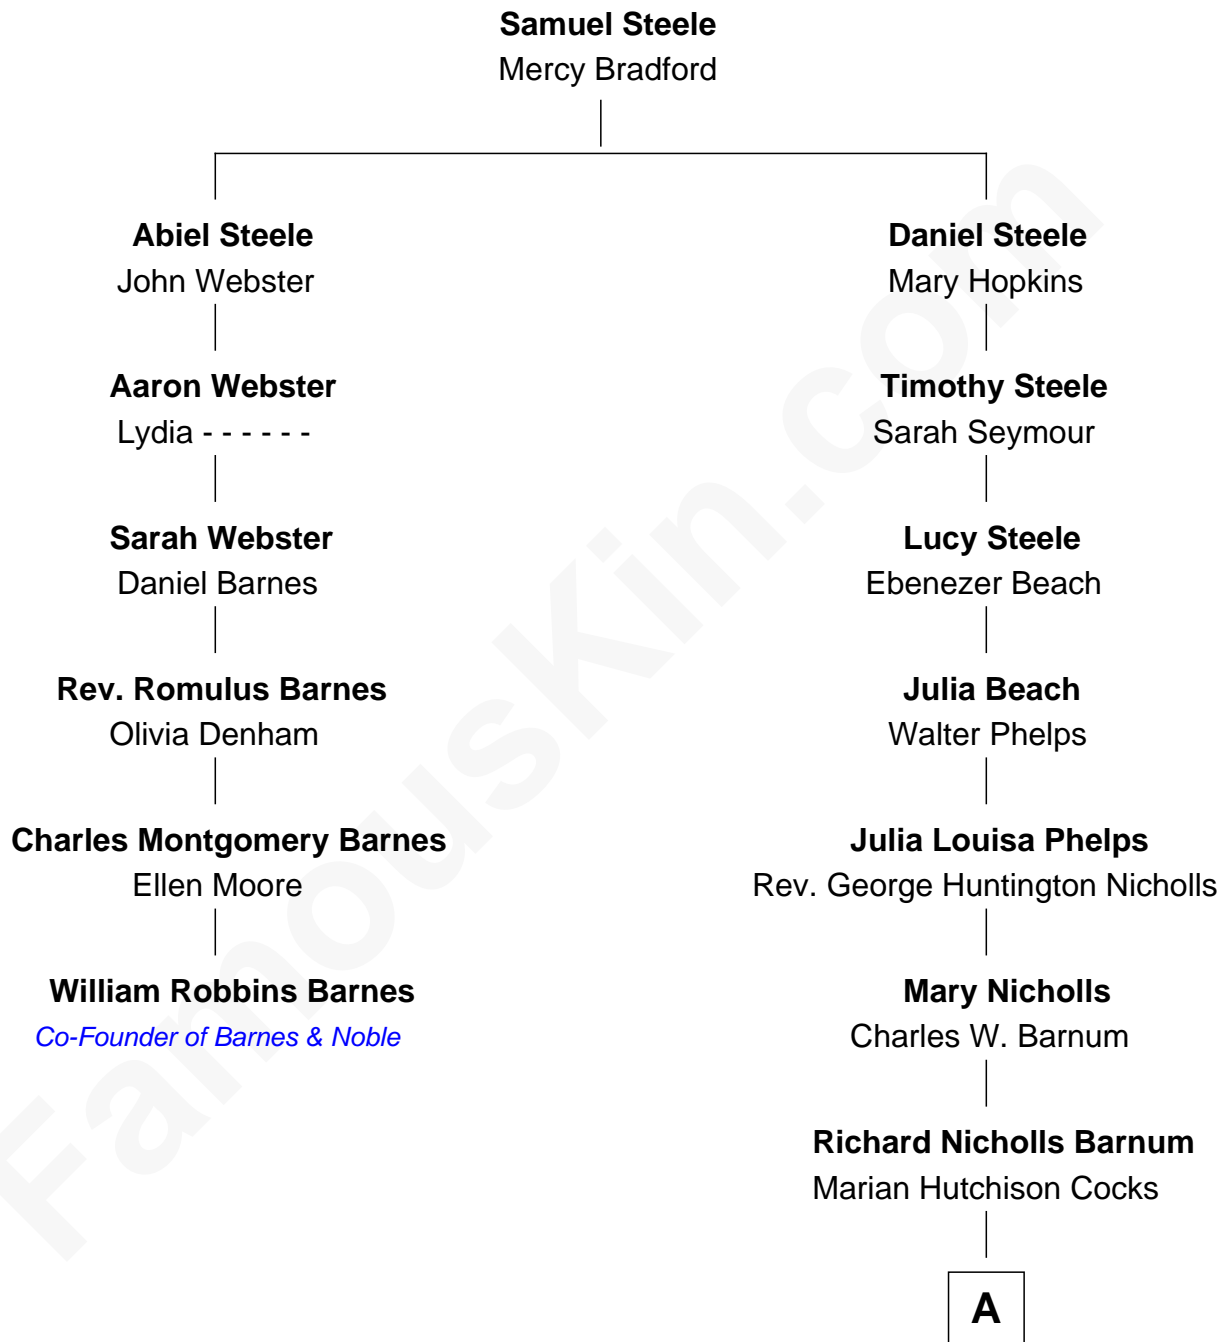 Samuel Steele
Mercy Bradford
Abiel Steele
John Webster
Daniel Steele
Mary Hopkins
Aaron Webster
Lydia - - - - - -
Timothy Steele
Sarah Seymour
Sarah Webster
Daniel Barnes
Lucy Steele
Ebenezer Beach
Rev. Romulus Barnes
Olivia Denham
Julia Beach
Walter Phelps
Charles Montgomery Barnes
Ellen Moore
Julia Louisa Phelps
Rev. George Huntington Nicholls
William Robbins Barnes
Co-Founder of Barnes & Noble
Mary Nicholls
Charles W. Barnum
Richard Nicholls Barnum
Marian Hutchison Cocks
A
FamousKin.com